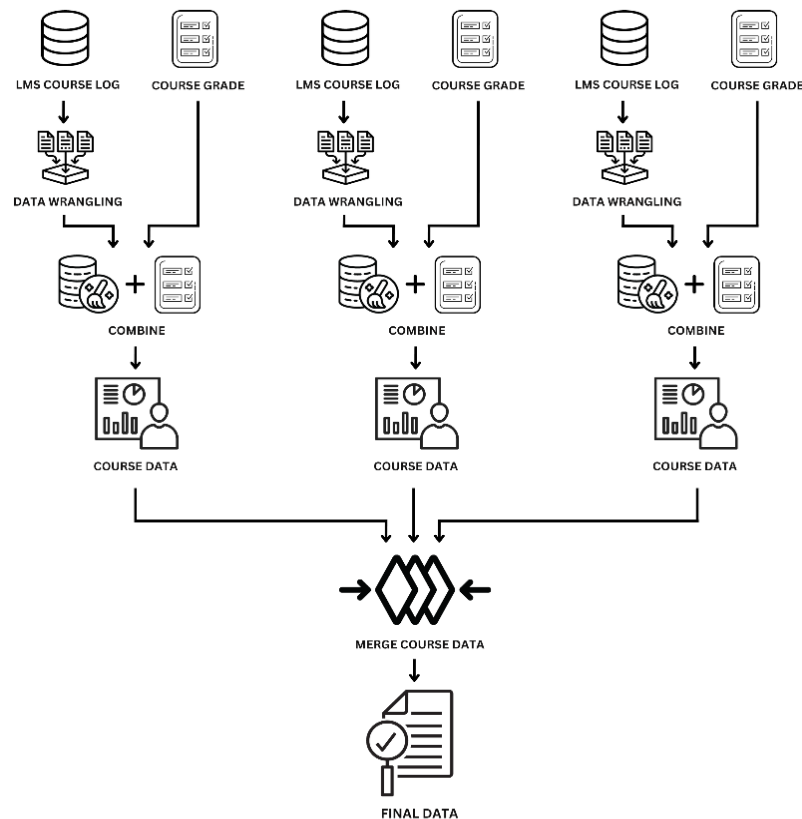 LMS COURSE LOG
COURSE GRADE
LMS COURSE LOG
COURSE GRADE
LMS COURSE LOG
COURSE GRADE
DATA WRANGLING
DATA WRANGLING
DATA WRANGLING
COMBINE
COMBINE
COMBINE
COURSE DATA
COURSE DATA
COURSE DATA
MERGE COURSE DATA
FINAL DATA